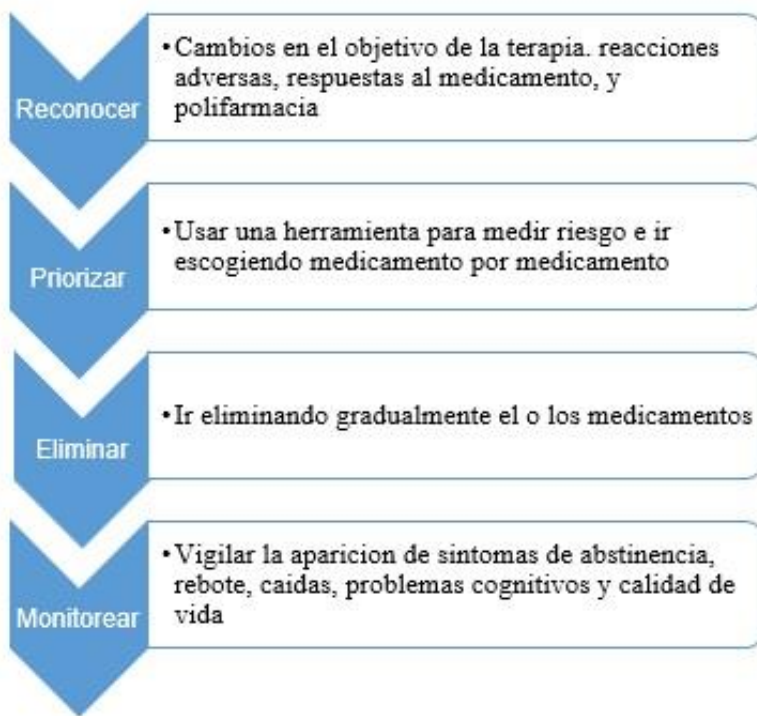 Reconocer
•Cambios en el objetivo de la terapia. reacciones
adversas, respuestas al medicamento, y
polifarmacia
Priorizar
•Usar una herramienta para medir riesgo e ir
escogiendo medicamento por medicamento
Eliminar
•Ir eliminando gradualmente el o los medicamentos
Monitorear
•Vigilar la aparicion de sintomas de abstinencia,
rebote, caidas, problemas cognitivos y calidad de
vida